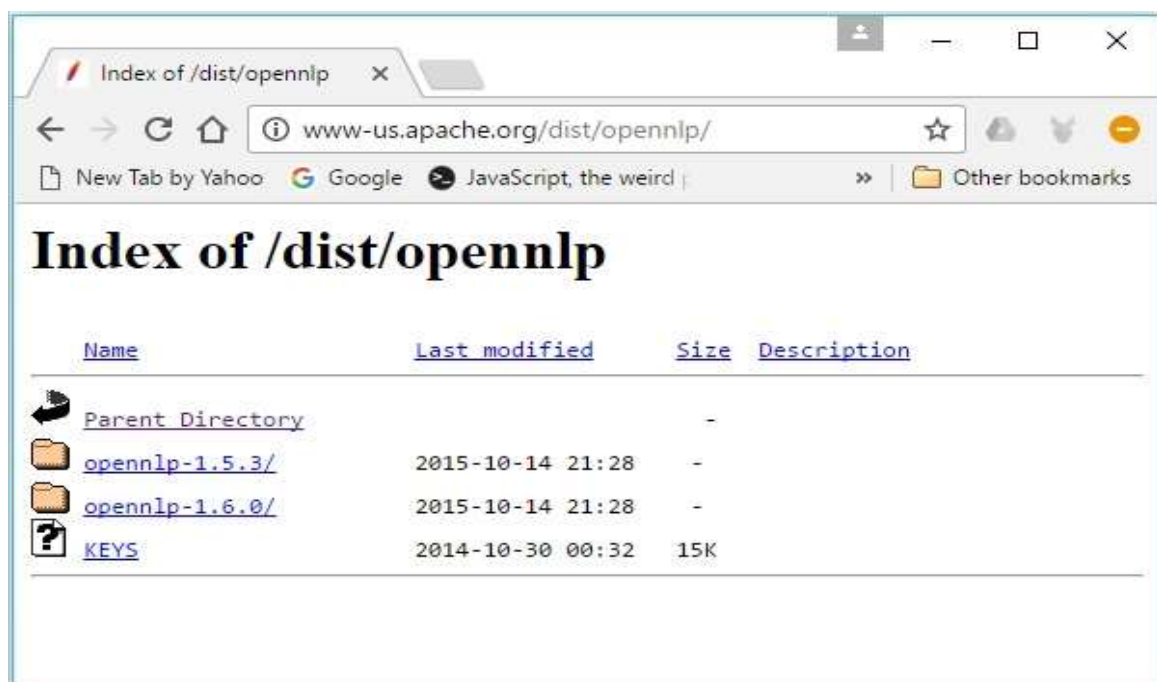 Index of /dist/opennlp
www-us.apache.org/dist/opennlp/
New Tab by Yahoo Google JavaScript, the weird » Other bookmarks
Index of /dist/opennlp
Name Last modified Size Description
Parent Directory -
opennlp-1.5.3/ 2015-10-14 21:28 -
opennlp-1.6.0/ 2015-10-14 21:28 -
KEYS 2014-10-30 00:32 15K